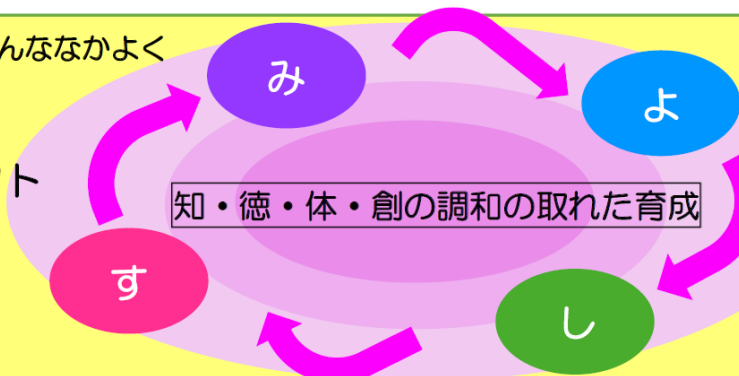 んななかよく
み
よ
ト
知・徳・体・創の調和の取れた育成
す
し